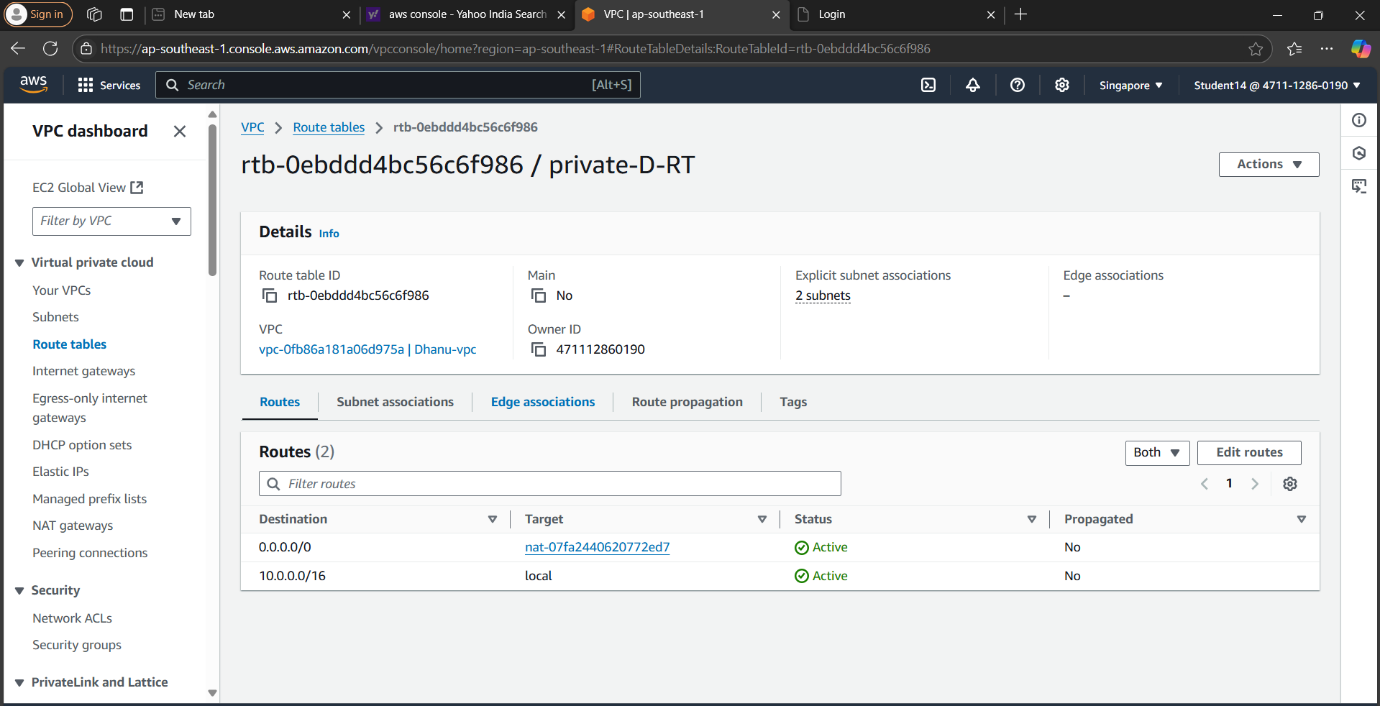 Sign in
New tab
aws console - Yahoo India Search
VPC | ap-southeast-1
Login
https://ap-southeast-1.console.aws.amazon.com/vpcconsole/home?region=ap-southeast-1#RouteTableDetails:RouteTableId=rtb-0ebddd4bc56c6f986
aws
Services
Search
[Alt+S]
Singapore
Student14 @ 4711-1286-0190
VPC dashboard
EC2 Global View
Filter by VPC
Virtual private cloud
Your VPCs
Subnets
Route tables
Internet gateways
Egress-only internet
gateways
DHCP option sets
Elastic IPs
Managed prefix lists
NAT gateways
Peering connections
Security
Network ACLs
Security groups
PrivateLink and Lattice
VPC > Route tables > rtb-0ebddd4bc56c6f986
rtb-0ebddd4bc56c6f986 / private-D-RT
Actions
Details Info
Route table ID
rtb-0ebddd4bc56c6f986
Main
No
Explicit subnet associations
2 subnets
Edge associations
–
VPC
vpc-0fb86a181a06d975a | Dhanu-vpc
Owner ID
471112860190
Routes
Subnet associations
Edge associations
Route propagation
Tags
Routes (2)
Both
Edit routes
Filter routes
1
Destination Target Status Propagated
0.0.0.0/0 nat-07fa2440620772ed7 Active No
10.0.0.0/16 local Active No